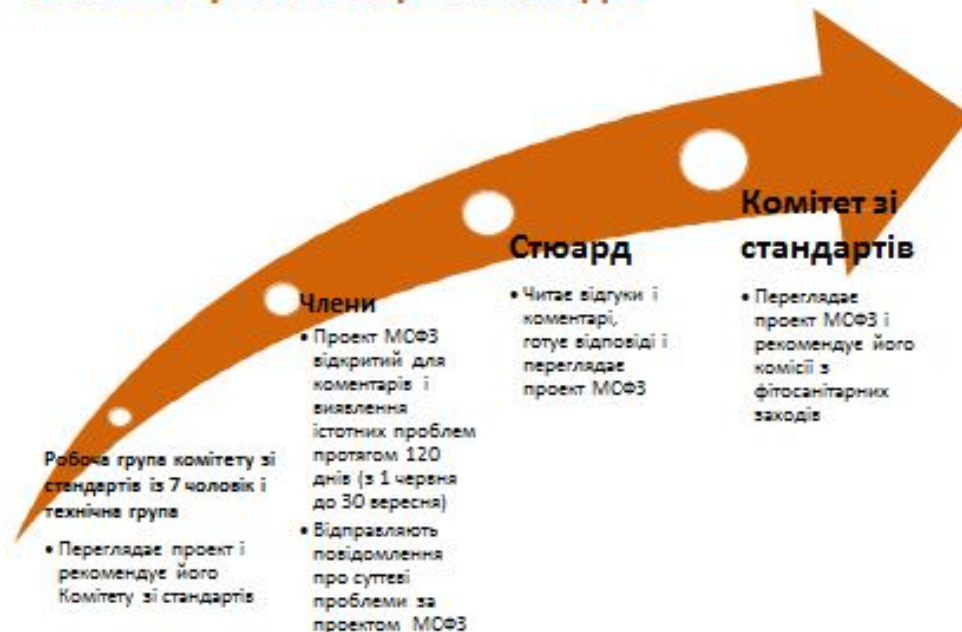 Робоча група комітету зі
стандартів із 7 чоловік і
технічна група
• Переглядає проект і
рекомендує його
Комітету зі стандартів
Члени
• Проект МСФЗ
відкритий для
коментарів і
виявлення
істотних проблем
протягом 120
днів (з 1 червня
до 30 вересня)
• Відправляють
повідомлення
про суттєві
проблеми за
проектом МСФЗ
Стюард
• Читає відгуки і
коментарі,
готує відповіді і
переглядає
проект МСФЗ
Комітет зі
стандартів
• Переглядає
проект МСФЗ і
рекомендує його
комісії з
фітосанітарних
заходів